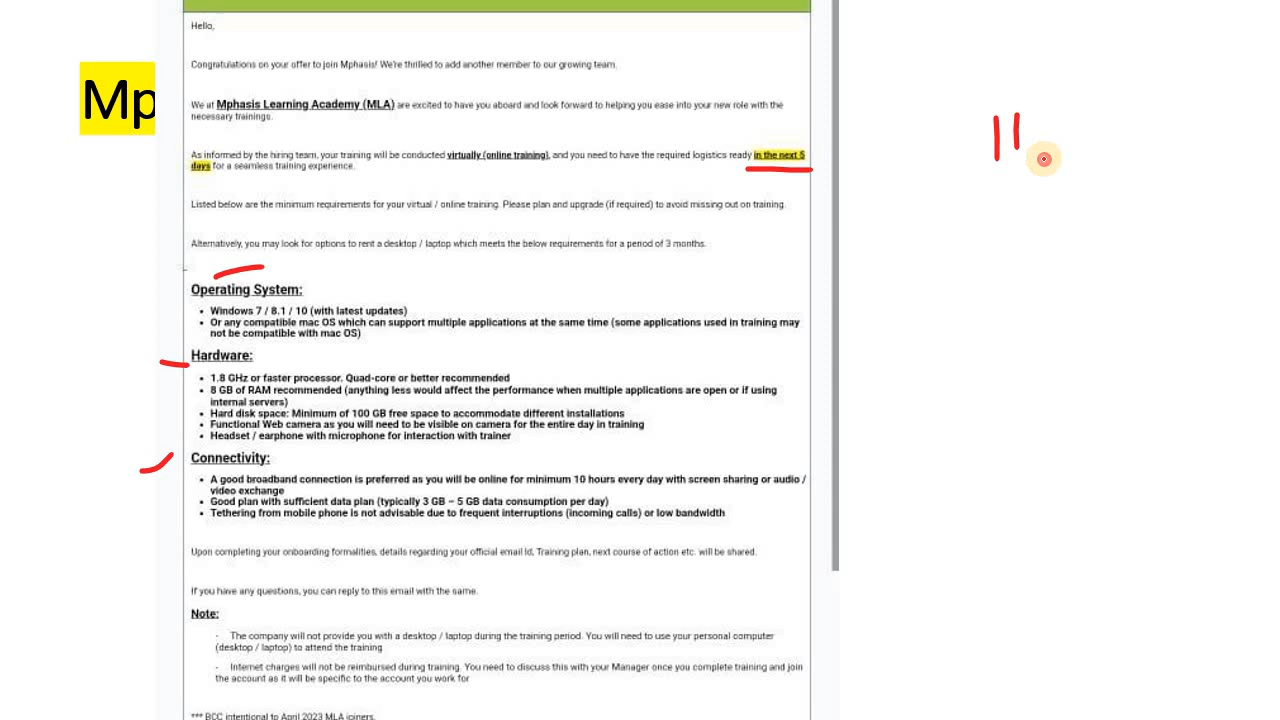 Mp
Hello,
Congratulations on your offer to join Mphasis! We're thrilled to add another member to our growing team.
We at Mphasis Learning Academy (MLA) are excited to have you aboard and look forward to helping you ease into your new role with the
necessary trainings.
As informed by the hiring team, your training will be conducted virtually (online training), and you need to have the required logistics ready in the next 5
days for a seamless training experience.
Listed below are the minimum requirements for your virtual / online training. Please plan and upgrade (if required) to avoid missing out on training.
Alternatively, you may look for options to rent a desktop / laptop which meets the below requirements for a period of 3 months.
Operating System:
• Windows 7 / 8.1 / 10 (with latest updates)
• Or any compatible mac OS which can support multiple applications at the same time (some applications used in training may
not be compatible with mac OS)
Hardware:
• 1.8 GHz or faster processor. Quad-core or better recommended
• 8 GB of RAM recommended (anything less would affect the performance when multiple applications are open or if using
internal servers)
• Hard disk space: Minimum of 100 GB free space to accommodate different installations
• Functional Web camera as you will need to be visible on camera for the entire day in training
• Headset / earphone with microphone for interaction with trainer
Connectivity:
• A good broadband connection is preferred as you will be online for minimum 10 hours every day with screen sharing or audio /
video exchange
• Good plan with sufficient data plan (typically 3 GB – 5 GB data consumption per day)
• Tethering from mobile phone is not advisable due to frequent interruptions (incoming calls) or low bandwidth
Upon completing your onboarding formalities, details regarding your official email Id, Training plan, next course of action etc. will be shared.
If you have any questions, you can reply to this email with the same.
Note:
- The company will not provide you with a desktop / laptop during the training period. You will need to use your personal computer
(desktop / laptop) to attend the training
- Internet charges will not be reimbursed during training. You need to discuss this with your Manager once you complete training and join
the account as it will be specific to the account you work for
*** BCC intentional to April 2023 MLA joiners.